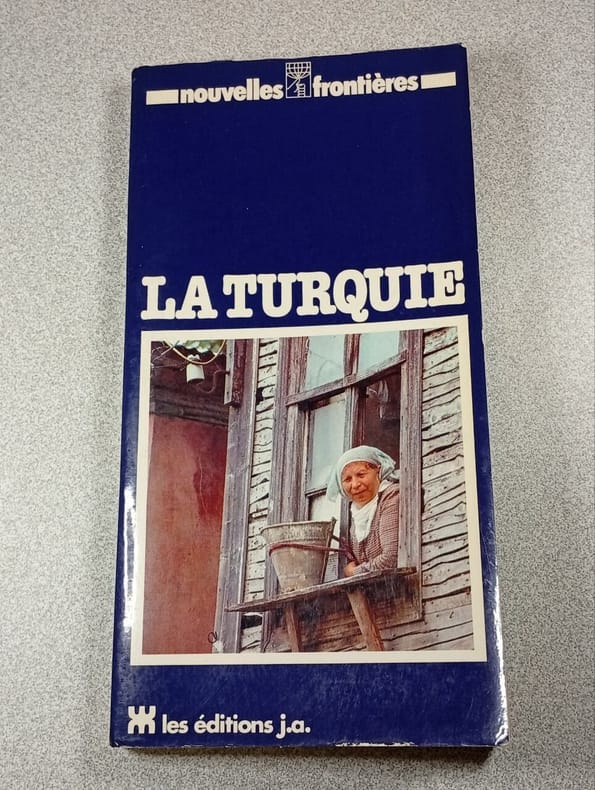 nouvelles frontières
LA TURQUIE
les éditions j.a.